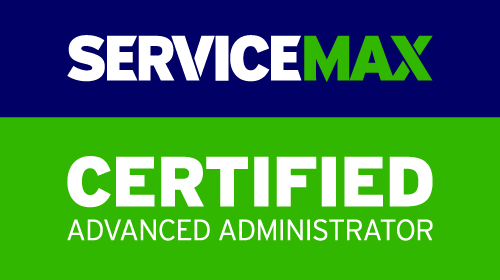 SERVICEMAX
CERTIFIED
ADVANCED ADMINISTRATOR